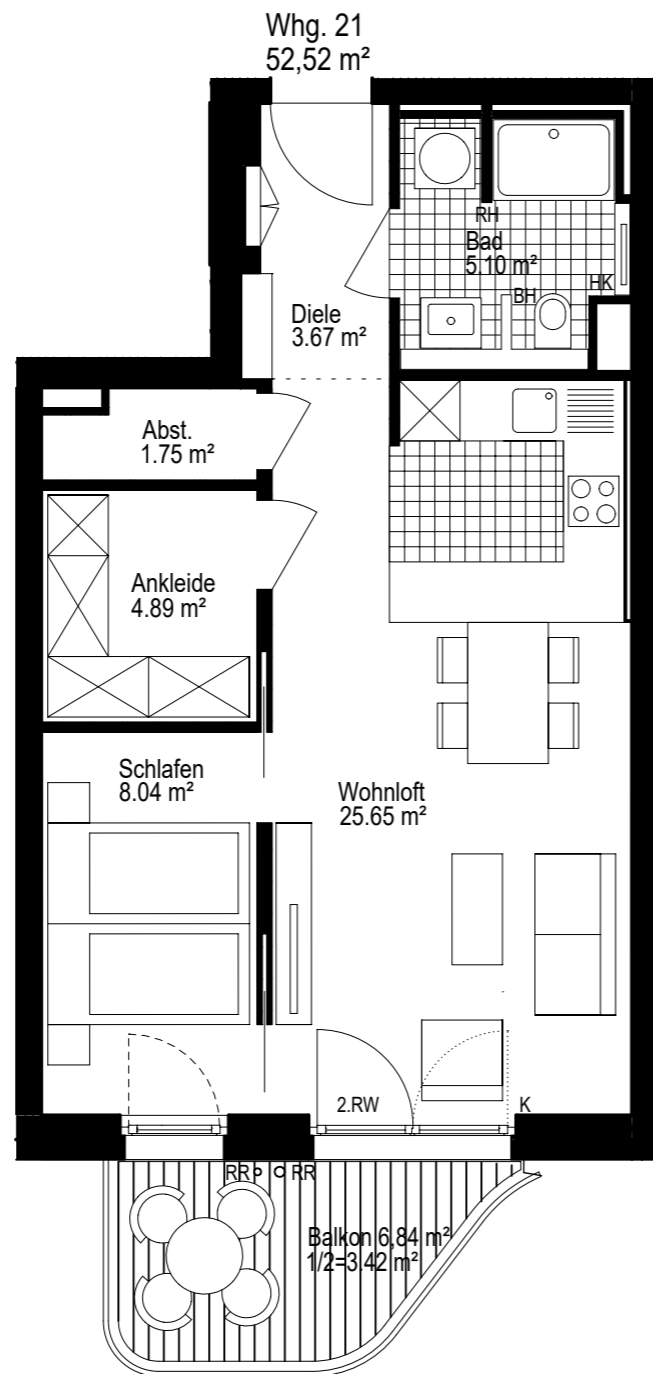 Whg. 21
52,52 m²
RH
Bad
5.10 m²
HK
BH
Diele
3.67 m²
Abst.
1.75 m²
Ankleide
4.89 m²
Schlafen
8.04 m²
Wohnloft
25.65 m²
2.RW
K
RR
RR
Balkon 6,84 m²
1/2=3.42 m²